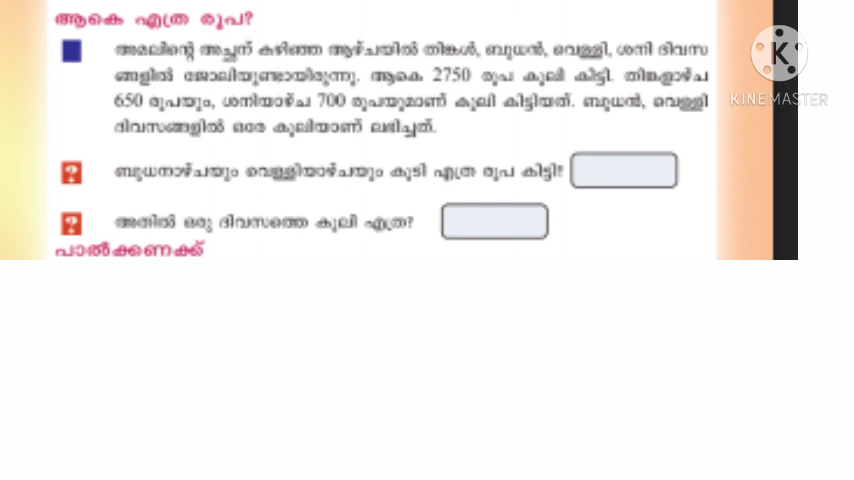 ആകെ എത്ര രൂപ?
അമലിന്റെ അച്ഛന് കഴിഞ്ഞ ആഴ്ചയിൽ തിങ്കൾ, ബുധൻ, വെള്ളി, ശനി ദിവസ
ങ്ങളിൽ ജോലിയുണ്ടായിരുന്നു. ആകെ 2750 രൂപ കൂലി കിട്ടി. തിങ്കളാഴ്ച
650 രൂപയും, ശനിയാഴ്ച 700 രൂപയുമാണ് കൂലി കിട്ടിയത്. ബുധൻ, വെള്ളി
ദിവസങ്ങളിൽ ഒരേ കൂലിയാണ് ലഭിച്ചത്.
ബുധനാഴ്ചയും വെള്ളിയാഴ്ചയും കൂടി എത്ര രൂപ കിട്ടി?
അതിൽ ഒരു ദിവസത്തെ കൂലി എത്ര?
പാൽക്കണക്ക്
K
KINEMASTER